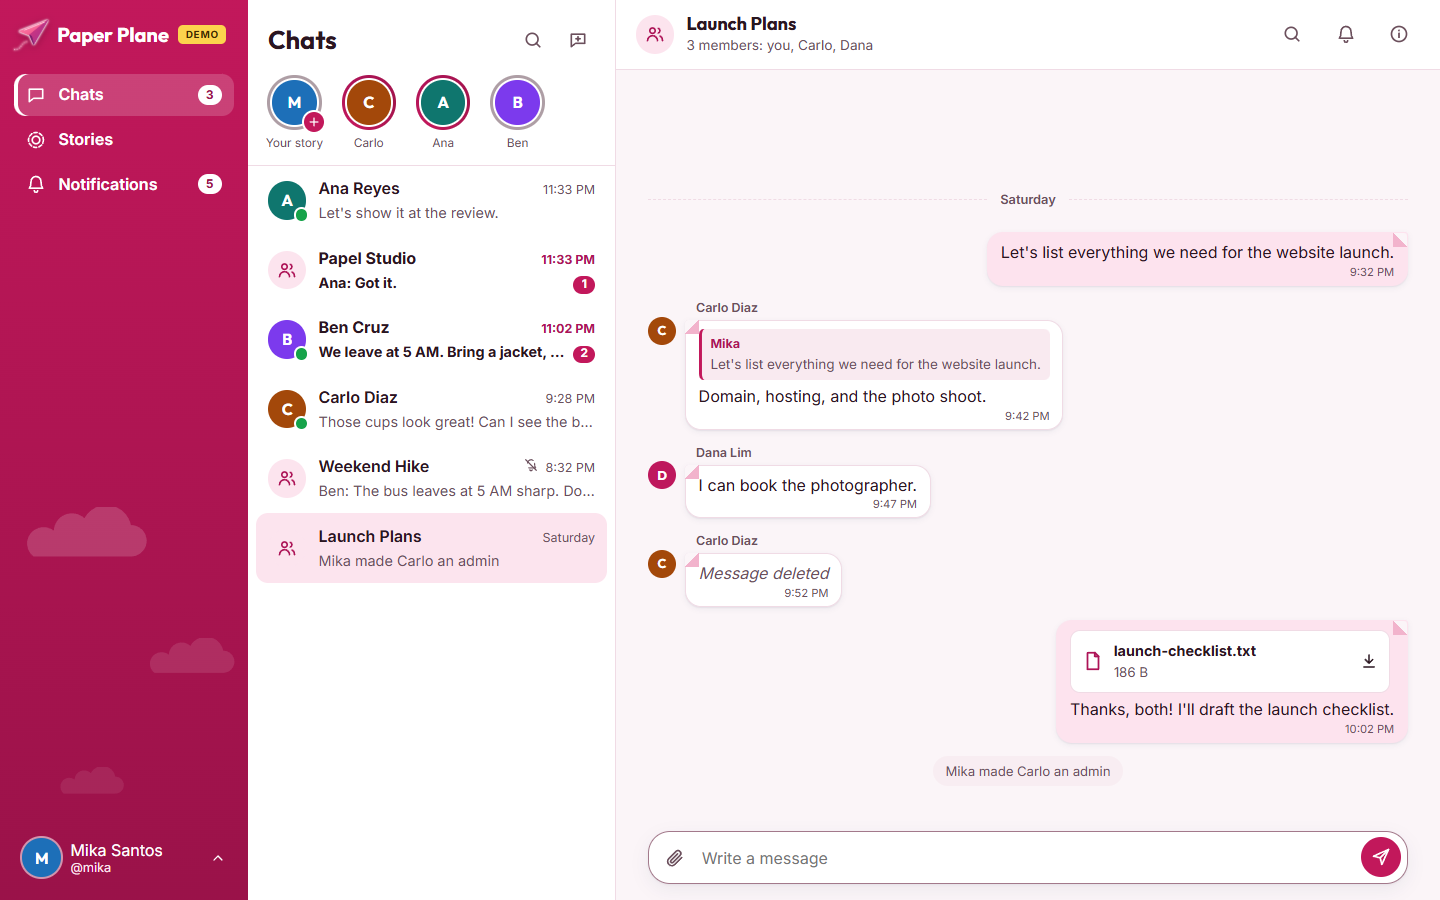 Paper Plane DEMO
Chats 3
Stories
Notifications 5
M
Mika Santos
@mika
Chats
M C A B
Your story Carlo Ana Ben
A
Ana Reyes 11:33 PM
Let's show it at the review.
Papel Studio 11:33 PM
Ana: Got it. 1
B
Ben Cruz 11:02 PM
We leave at 5 AM. Bring a jacket, ... 2
C
Carlo Diaz 9:28 PM
Those cups look great! Can I see the b...
Weekend Hike 8:32 PM
Ben: The bus leaves at 5 AM sharp. Do...
Launch Plans Saturday
Mika made Carlo an admin
Launch Plans
3 members: you, Carlo, Dana
Saturday
Let's list everything we need for the website launch.
9:32 PM
Carlo Diaz
C
Mika
Let's list everything we need for the website launch.
Domain, hosting, and the photo shoot.
9:42 PM
Dana Lim
D
I can book the photographer.
9:47 PM
Carlo Diaz
C
Message deleted
9:52 PM
launch-checklist.txt
186 B
Thanks, both! I'll draft the launch checklist.
10:02 PM
Mika made Carlo an admin
Write a message